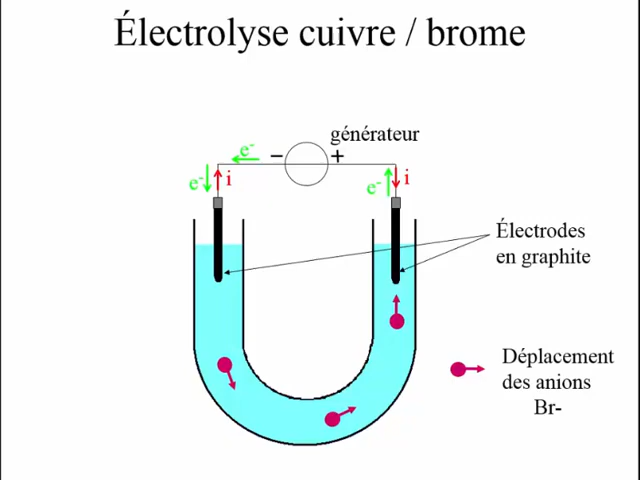 Électrolyse cuivre / brome
générateur
e-
− +
e- i
e- i
Électrodes
en graphite
Déplacement
des anions
Br-